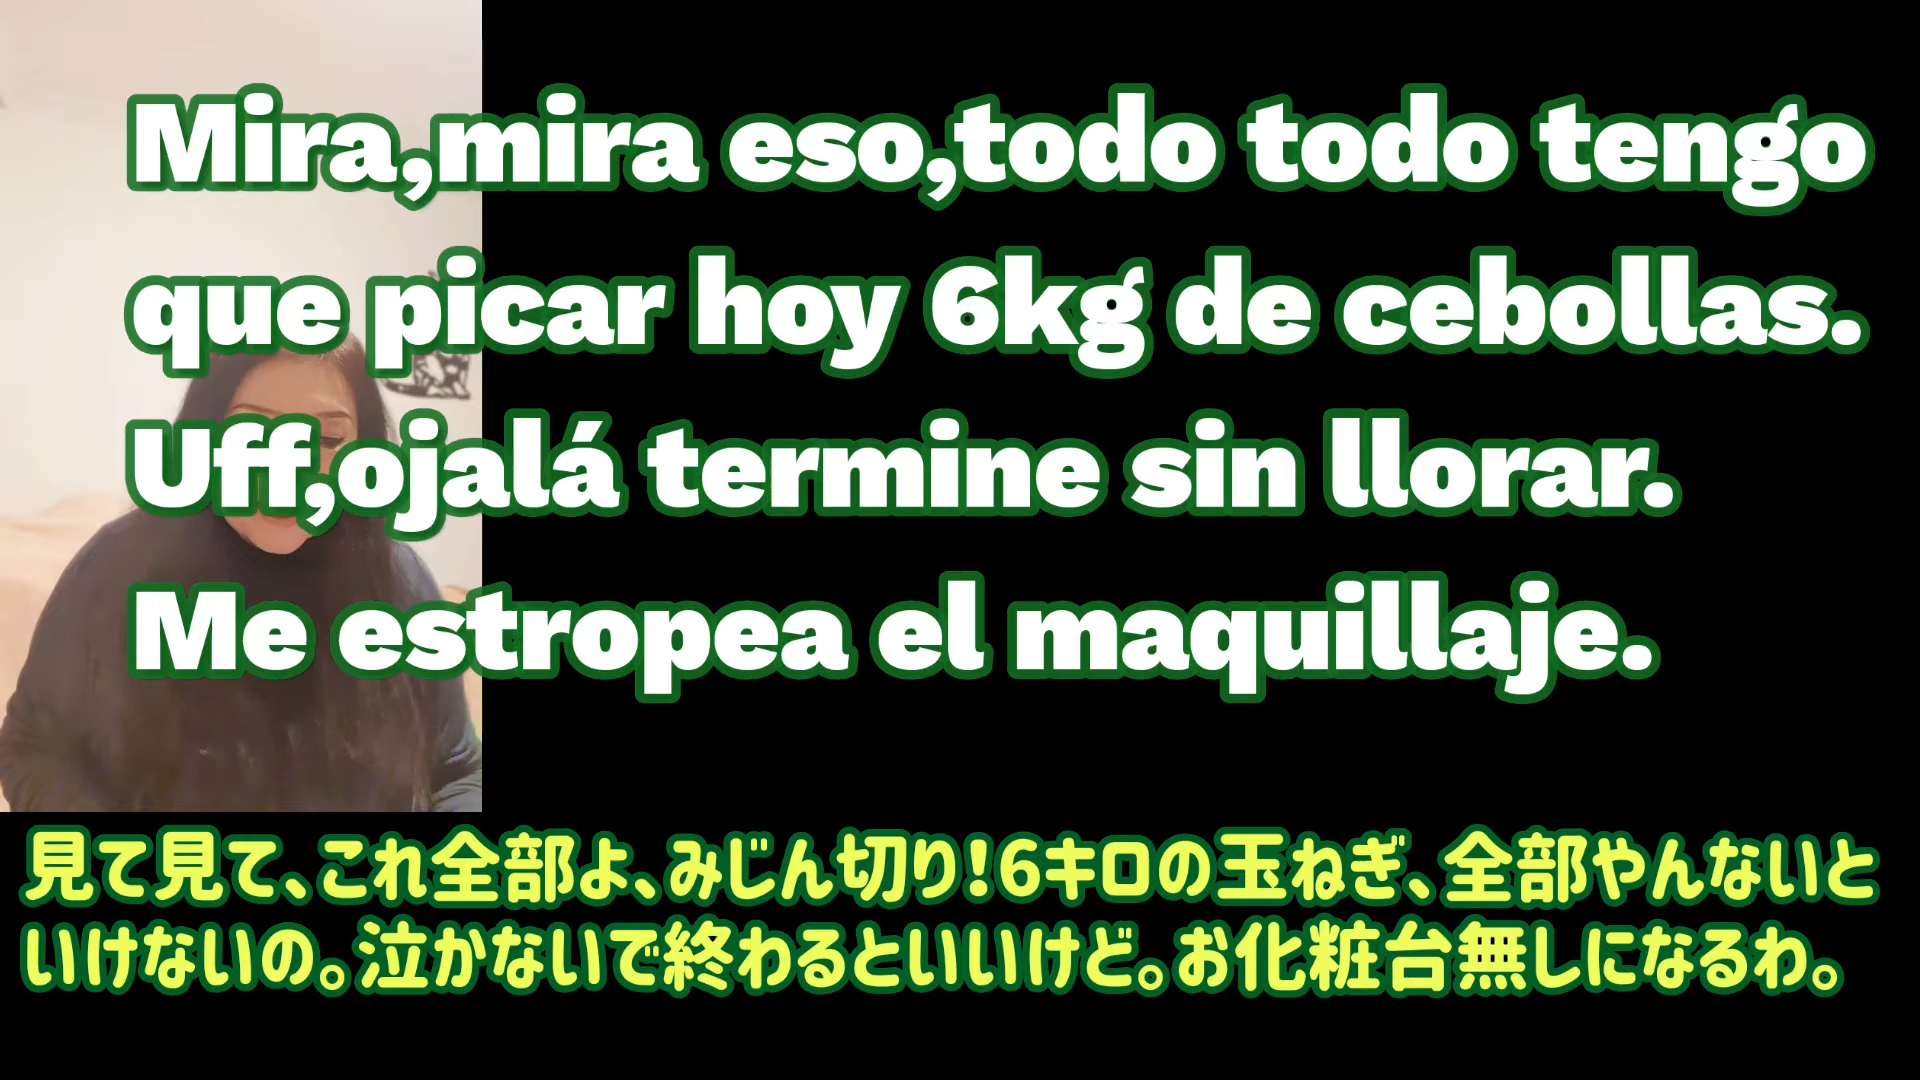 Mira,mira eso,todo todo tengo
que picar hoy 6kg de cebollas.
Uff,ojalá termine sin llorar.
Me estropea el maquillaje.
見て見て、これ全部よ、みじん切り!6キロの玉ねぎ、全部やんないと
いけないの。泣かないで終わるといいけど。お化粧台無しになるわ。